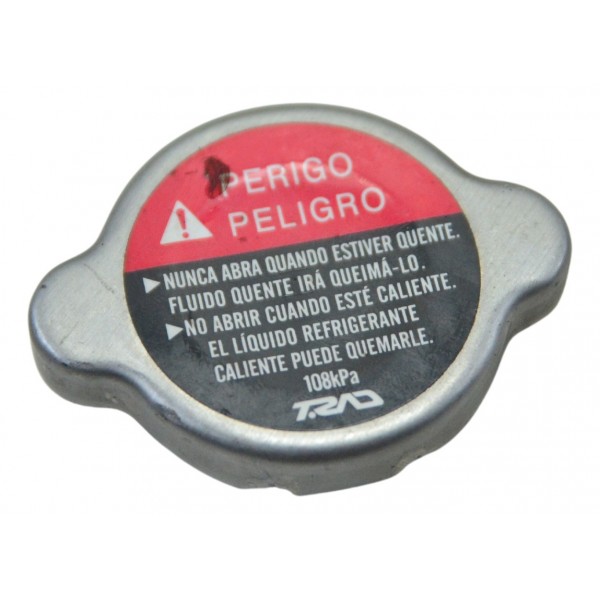 PERIGO
PELIGRO
NUNCA ABRA QUANDO ESTIVER QUENTE.
FLUIDO QUENTE IRÁ QUEIMÁ-LO.
NO ABRIR CUANDO ESTÉ CALIENTE.
EL LÍQUIDO REFRIGERANTE
CALIENTE PUEDE QUEMARLE.
108kPa
T.RAD